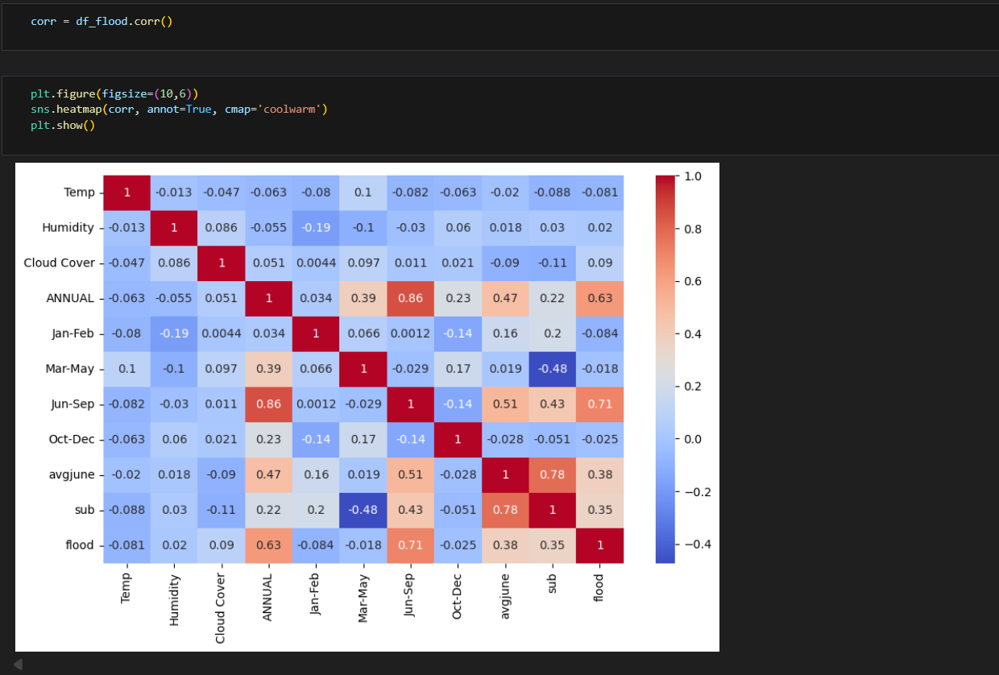 corr = df_flood.corr()
plt.figure(figsize=(10,6))
sns.heatmap(corr, annot=True, cmap='coolwarm')
plt.show()
Temp 1 -0.013 -0.047 -0.063 -0.08 0.1 -0.082 -0.063 -0.02 -0.088 -0.081
Humidity -0.013 1 0.086 -0.055 -0.19 -0.1 -0.03 0.06 0.018 0.03 0.02
Cloud Cover -0.047 0.086 1 0.051 0.0044 0.097 0.011 0.021 -0.09 -0.11 0.09
ANNUAL -0.063 -0.055 0.051 1 0.034 0.39 0.86 0.23 0.47 0.22 0.63
Jan-Feb -0.08 -0.19 0.0044 0.034 1 0.066 0.0012 -0.14 0.16 0.2 -0.084
Mar-May 0.1 -0.1 0.097 0.39 0.066 1 -0.029 0.17 0.019 -0.48 -0.018
Jun-Sep -0.082 -0.03 0.011 0.86 0.0012 -0.029 1 -0.14 0.51 0.43 0.71
Oct-Dec -0.063 0.06 0.021 0.23 -0.14 0.17 -0.14 1 -0.028 -0.051 -0.025
avgjune -0.02 0.018 -0.09 0.47 0.16 0.019 0.51 -0.028 1 0.78 0.38
sub -0.088 0.03 -0.11 0.22 0.2 -0.48 0.43 -0.051 0.78 1 0.35
flood -0.081 0.02 0.09 0.63 -0.084 -0.018 0.71 -0.025 0.38 0.35 1
Temp Humidity Cloud Cover ANNUAL Jan-Feb Mar-May Jun-Sep Oct-Dec avgjune sub flood
1.0
0.8
0.6
0.4
0.2
0.0
−0.2
−0.4